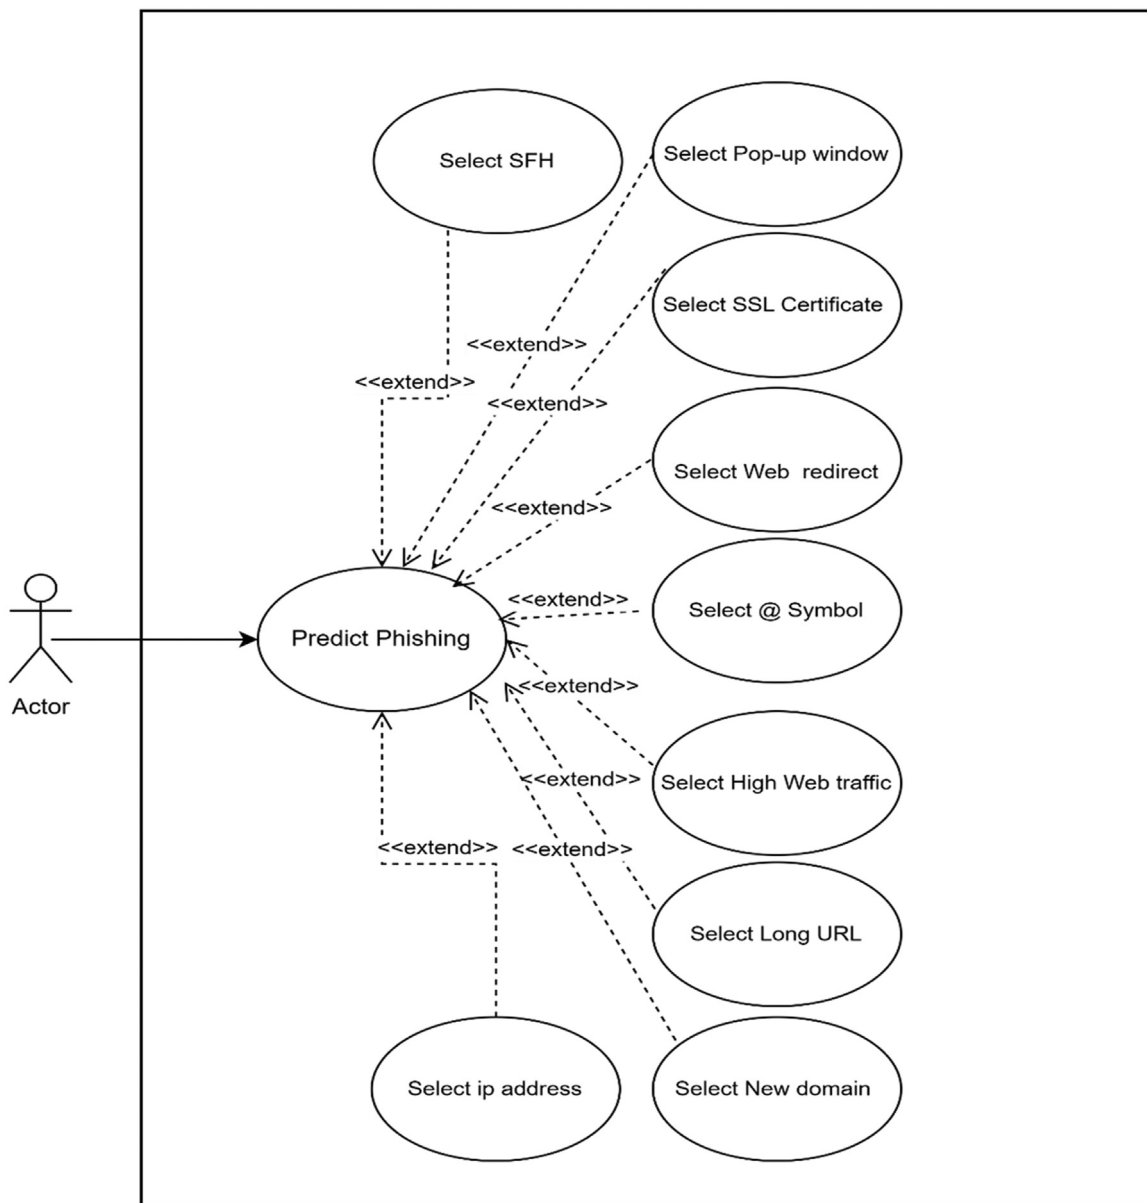 Select SFH
Select Pop-up window
Select SSL Certificate
<<extend>>
<<extend>>
<<extend>>
Select Web  redirect
<<extend>>
<<extend>>
Select @ Symbol
Predict Phishing
<<extend>>
Actor
<<extend>>
Select High Web traffic
<<extend>>
<<extend>>
Select Long URL
Select ip address
Select New domain